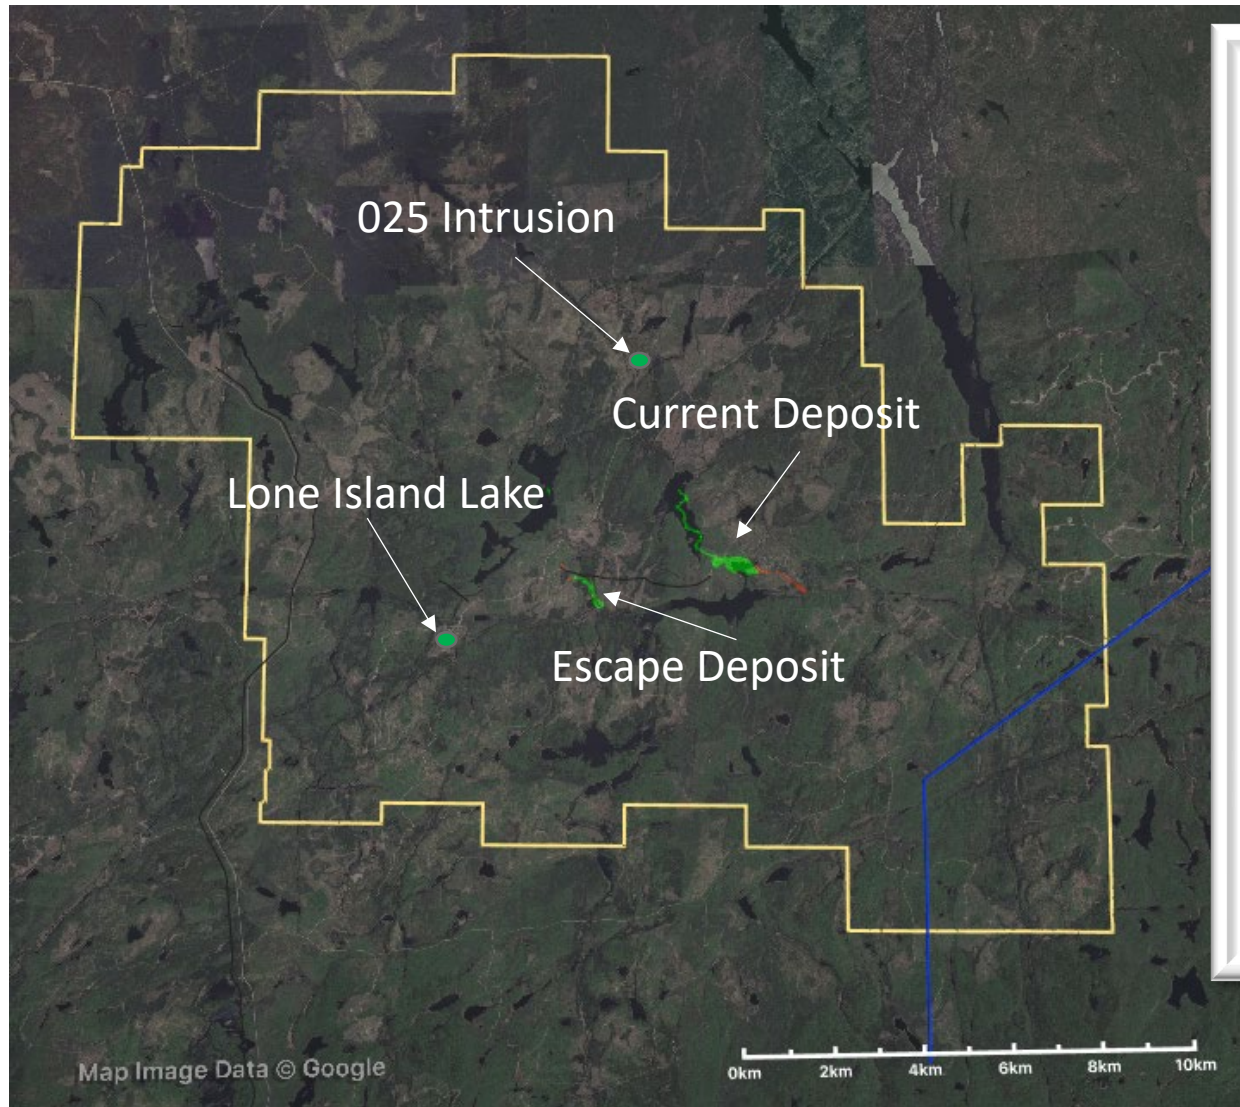 025 Intrusion
Current Deposit
Lone Island Lake
Escape Deposit
Map Image Data © Google
0km 2km 4km 6km 8km 10km